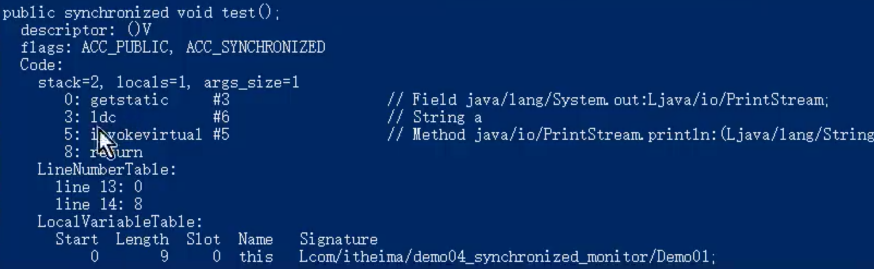 public synchronized void test();
descriptor: ()V
flags: ACC_PUBLIC, ACC_SYNCHRONIZED
Code:
stack=2, locals=1, args_size=1
0: getstatic #3 // Field java/lang/System.out:Ljava/io/PrintStream;
3: ldc #6 // String a
5: invokevirtual #5 // Method java/io/PrintStream.println:(Ljava/lang/String
8: return
LineNumberTable:
line 13: 0
line 14: 8
LocalVariableTable:
Start Length Slot Name Signature
0 9 0 this Lcom/itheima/demo04_synchronized_monitor/Demo01;